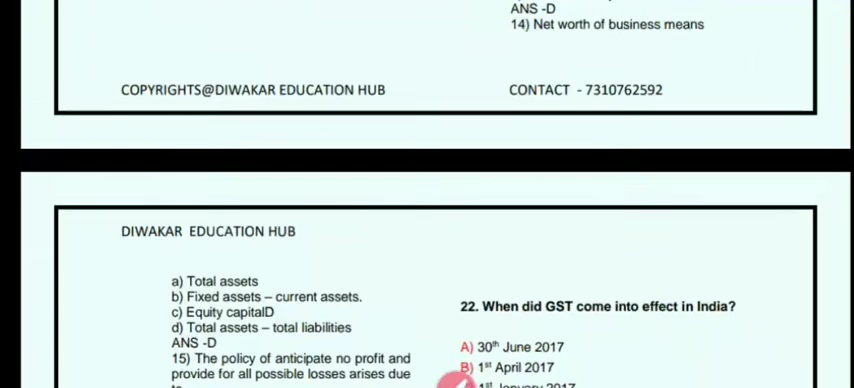 ANS -D
14) Net worth of business means
COPYRIGHTS@DIWAKAR EDUCATION HUB
CONTACT - 7310762592
DIWAKAR EDUCATION HUB
a) Total assets
b) Fixed assets – current assets.
c) Equity capitalD
d) Total assets – total liabilities
ANS -D
15) The policy of anticipate no profit and
provide for all possible losses arises due
22. When did GST come into effect in India?
A) 30th June 2017
B) 1st April 2017
1st January 2017